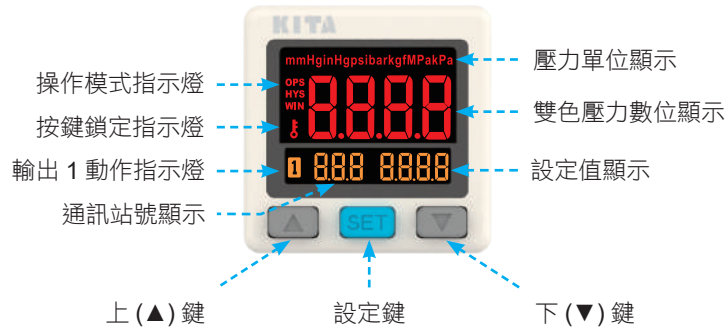 KITA
mmHginHgpsibarkgfMPakPa
壓力單位顯示
操作模式指示燈
OPS
HYS
WIN
8.8.8.8
雙色壓力數位顯示
按鍵鎖定指示燈
輸出 1 動作指示燈
1 8.8.8 8.8.8.8
設定值顯示
通訊站號顯示
SET
上 (▲) 鍵
設定鍵
下 (▼) 鍵